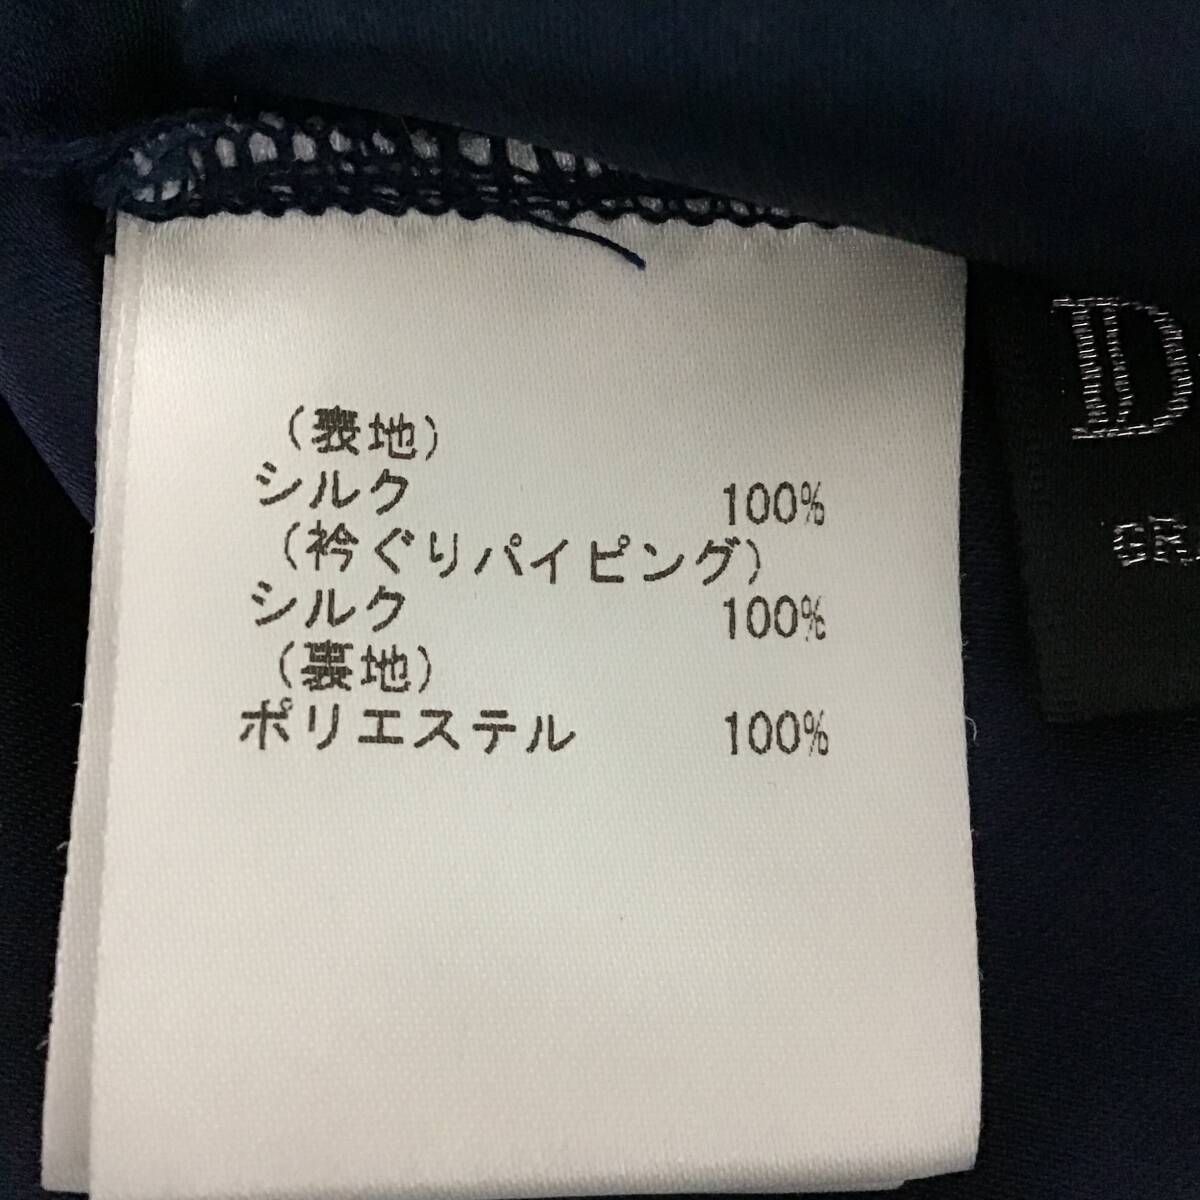 (表地)
シルク 100%
(衿ぐりパイピング)
シルク 100%
(裏地)
ポリエステル 100%
D